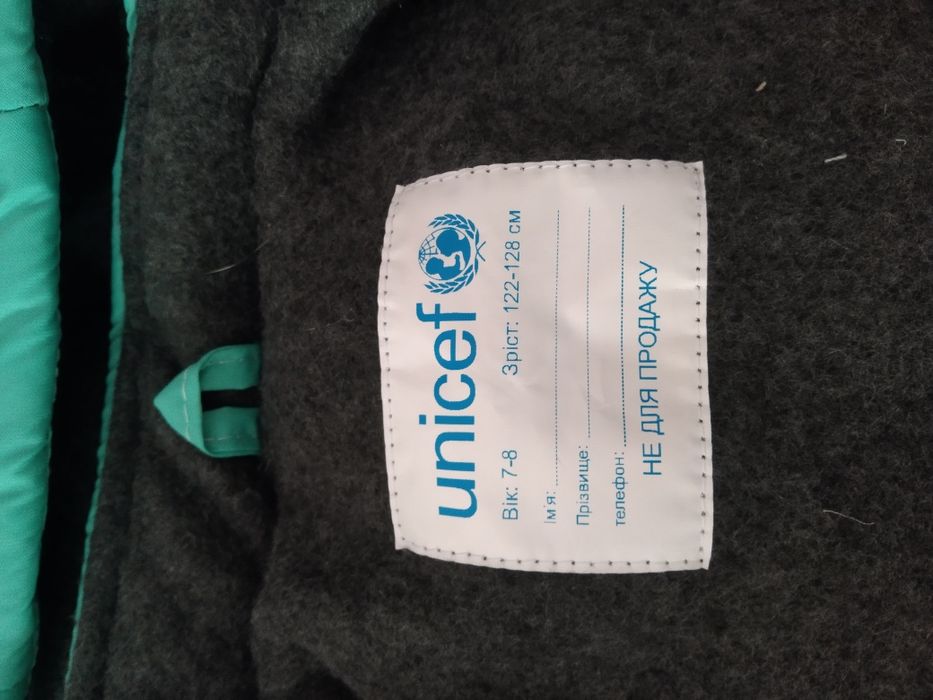 unicef
Вік: 7-8 Зріст: 122-128 см
Ім'я:
Прізвище:
телефон:
НЕ ДЛЯ ПРОДАЖУ